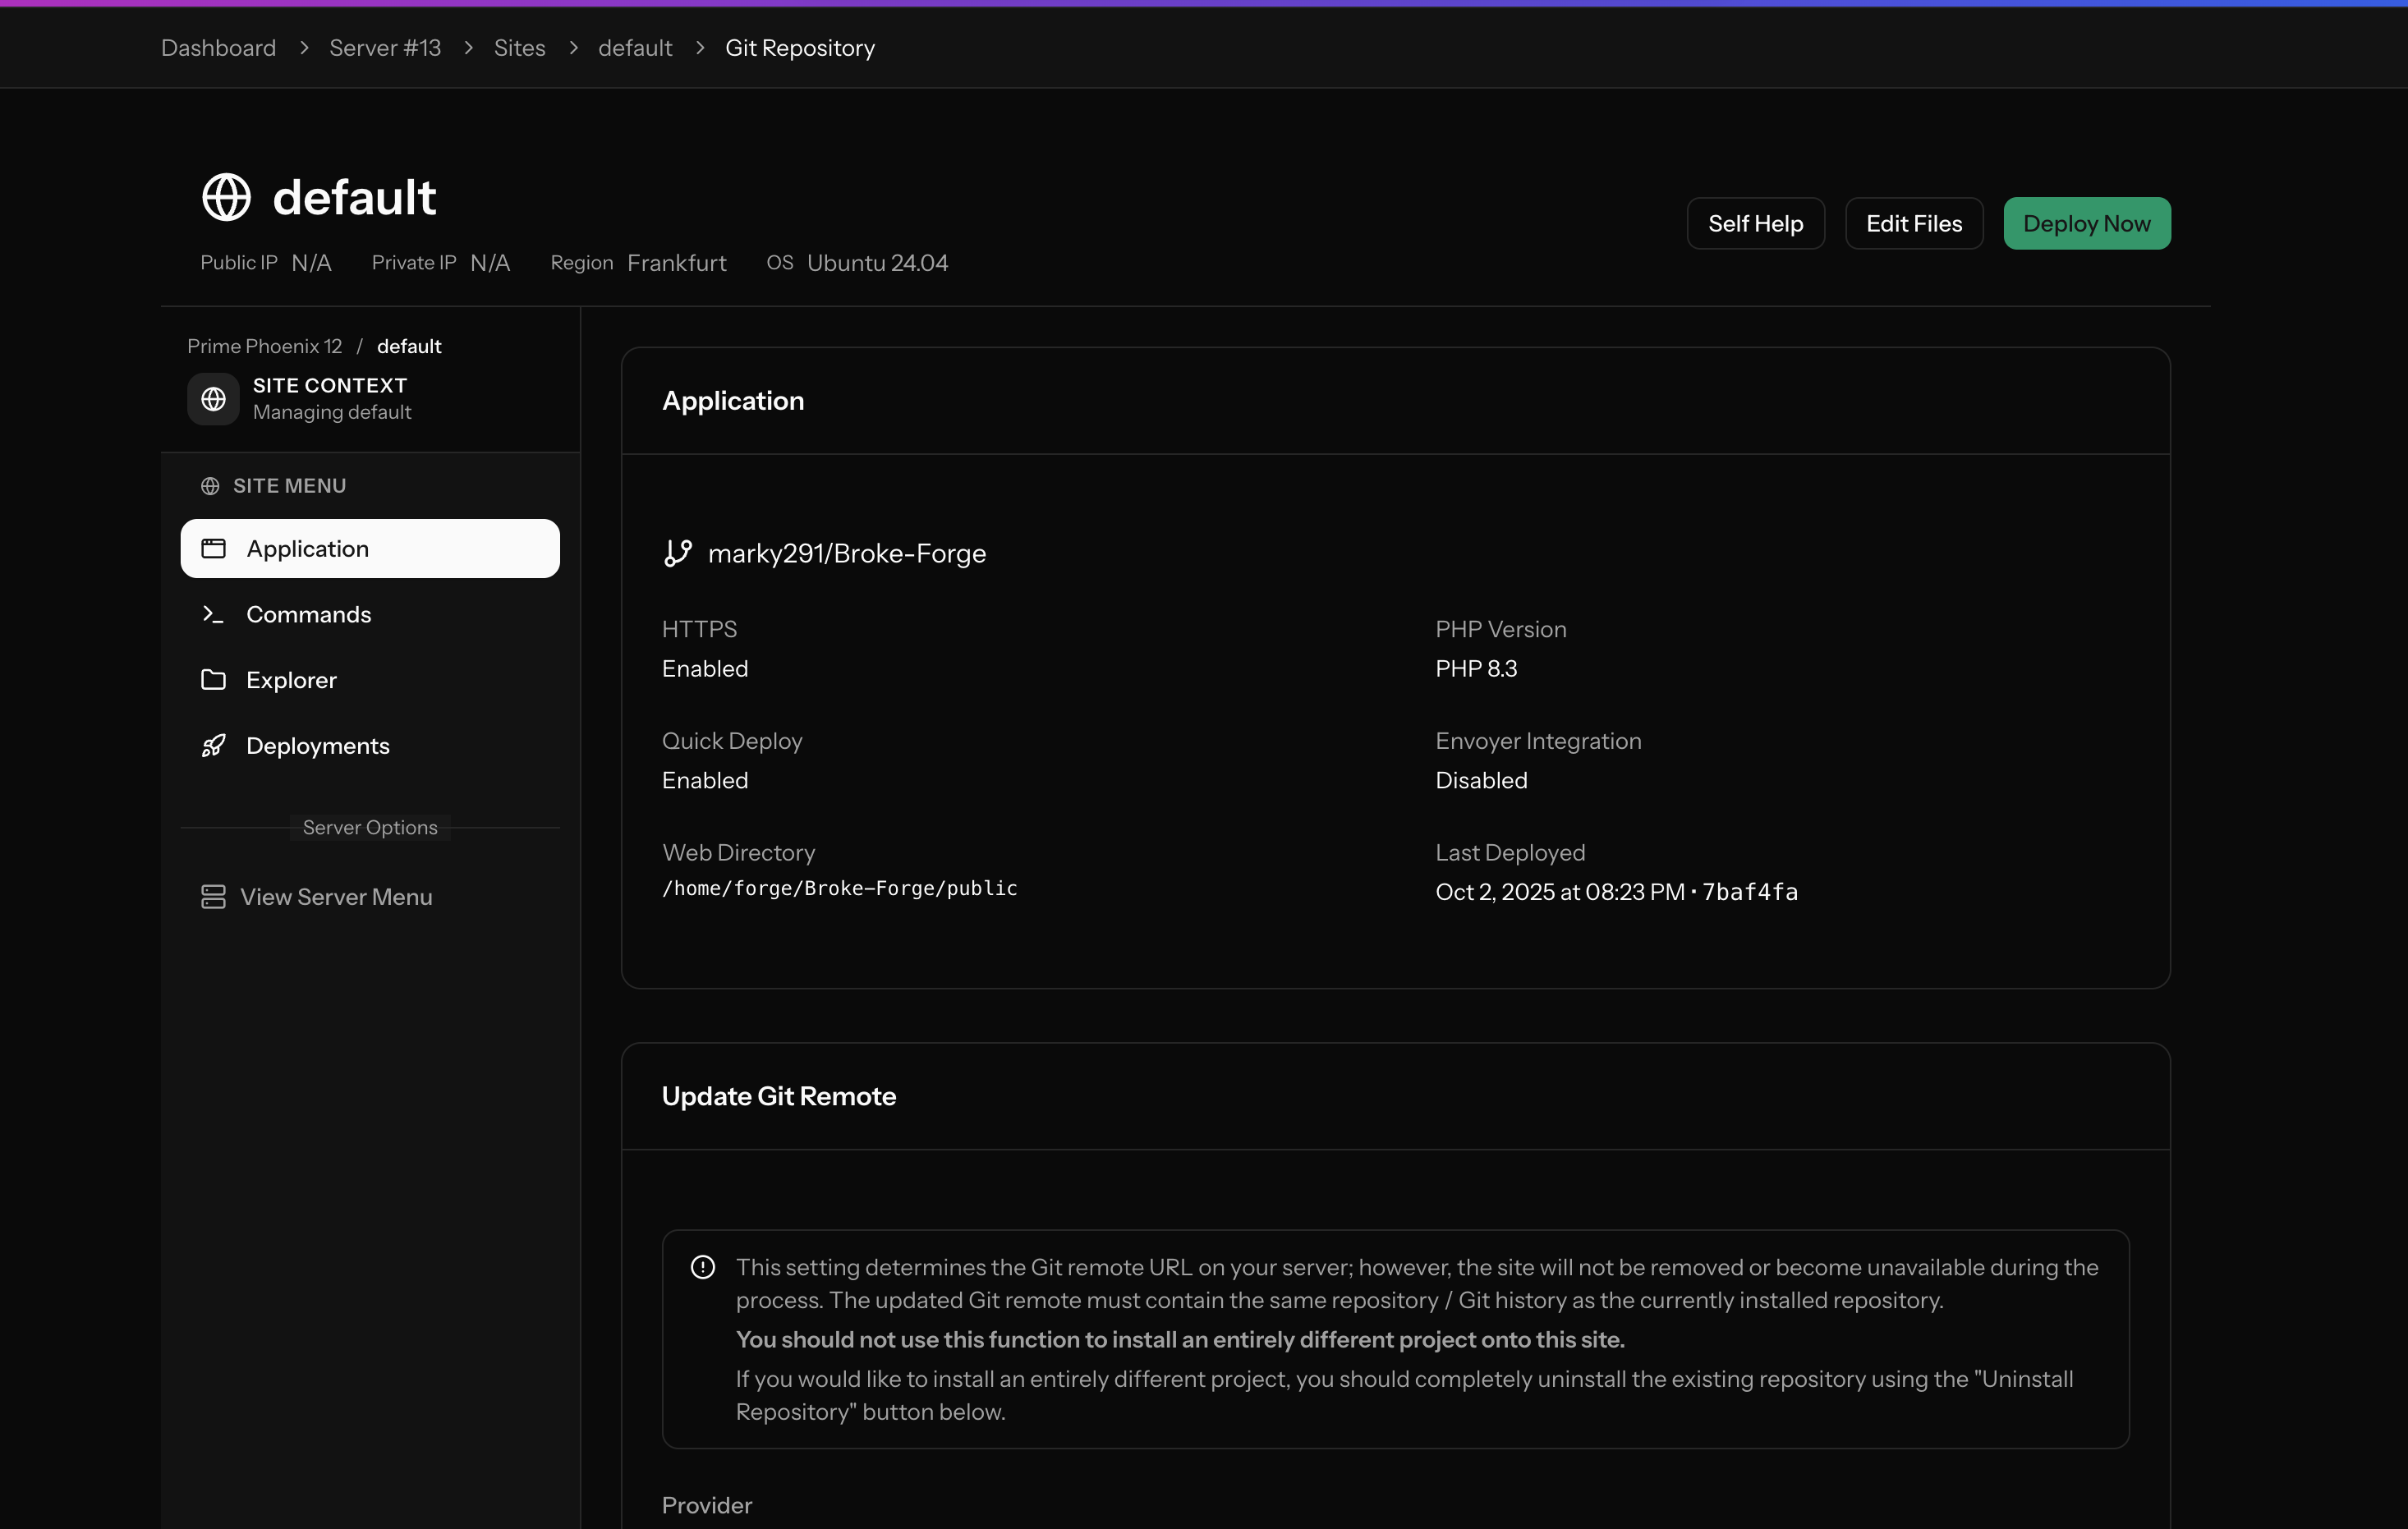 Dashboard > Server #13 > Sites > default > Git Repository
default
Self Help Edit Files Deploy Now
Public IP N/A Private IP N/A Region Frankfurt OS Ubuntu 24.04
Prime Phoenix 12 / default
SITE CONTEXT
Managing default
SITE MENU
Application
Commands
Explorer
Deployments
Server Options
View Server Menu
Application
marky291/Broke-Forge
HTTPS
Enabled
PHP Version
PHP 8.3
Quick Deploy
Enabled
Envoyer Integration
Disabled
Web Directory
/home/forge/Broke-Forge/public
Last Deployed
Oct 2, 2025 at 08:23 PM • 7baf4fa
Update Git Remote
This setting determines the Git remote URL on your server; however, the site will not be removed or become unavailable during the
process. The updated Git remote must contain the same repository / Git history as the currently installed repository.
You should not use this function to install an entirely different project onto this site.
If you would like to install an entirely different project, you should completely uninstall the existing repository using the "Uninstall
Repository" button below.
Provider